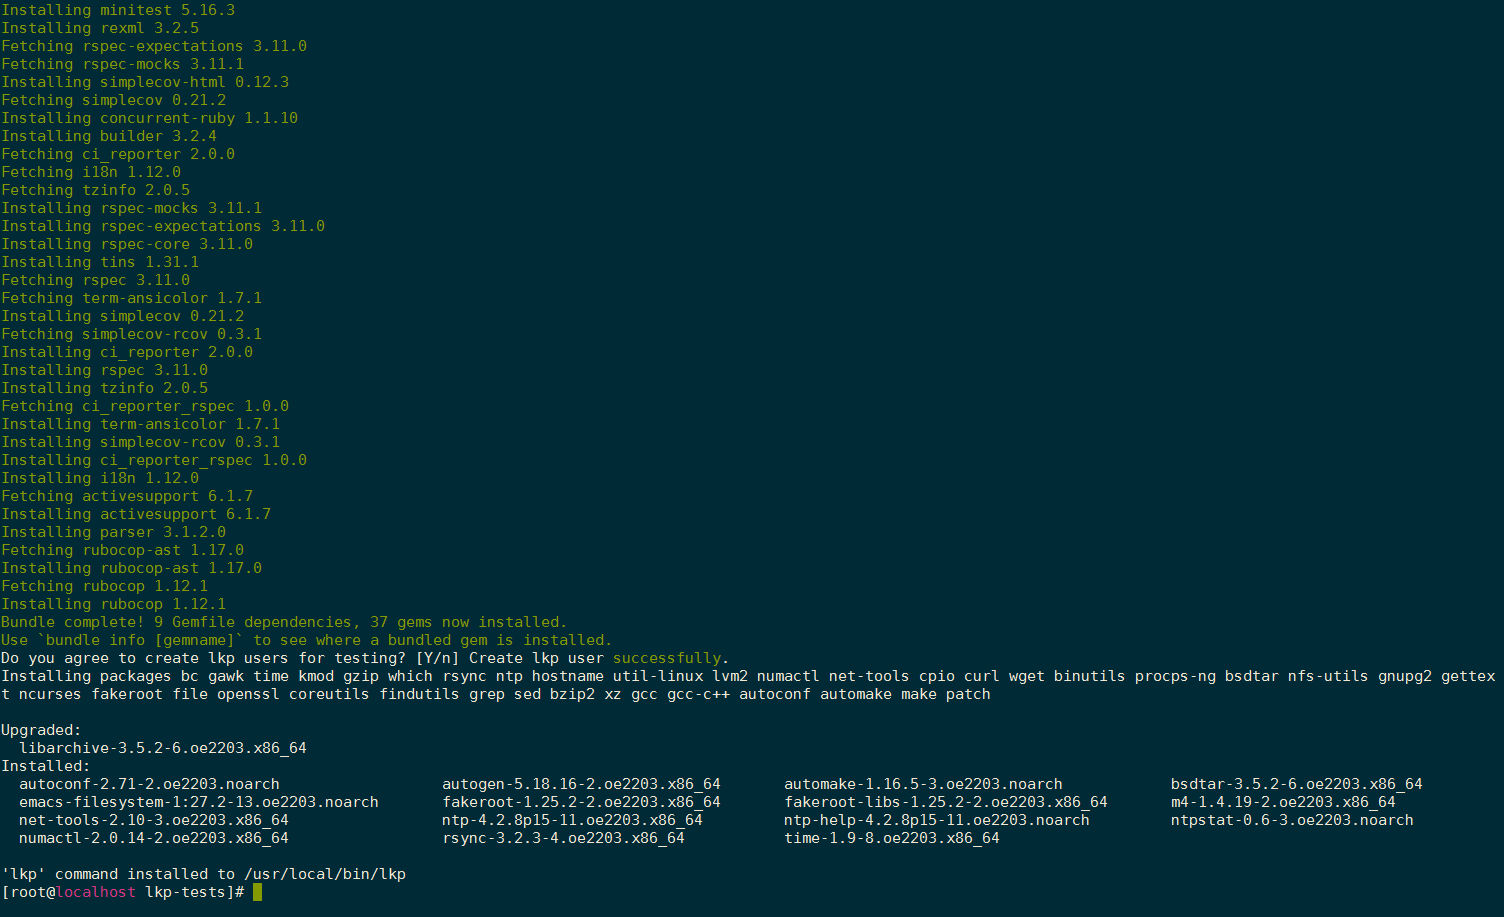 Installing minitest 5.16.3
Installing rexml 3.2.5
Fetching rspec-expectations 3.11.0
Fetching rspec-mocks 3.11.1
Installing simplecov-html 0.12.3
Fetching simplecov 0.21.2
Installing concurrent-ruby 1.1.10
Installing builder 3.2.4
Fetching ci_reporter 2.0.0
Fetching i18n 1.12.0
Fetching tzinfo 2.0.5
Installing rspec-mocks 3.11.1
Installing rspec-expectations 3.11.0
Installing rspec-core 3.11.0
Installing tins 1.31.1
Fetching rspec 3.11.0
Fetching term-ansicolor 1.7.1
Installing simplecov 0.21.2
Fetching simplecov-rcov 0.3.1
Installing ci_reporter 2.0.0
Installing rspec 3.11.0
Installing tzinfo 2.0.5
Fetching ci_reporter_rspec 1.0.0
Installing term-ansicolor 1.7.1
Installing simplecov-rcov 0.3.1
Installing ci_reporter_rspec 1.0.0
Installing i18n 1.12.0
Fetching activesupport 6.1.7
Installing activesupport 6.1.7
Installing parser 3.1.2.0
Fetching rubocop-ast 1.17.0
Installing rubocop-ast 1.17.0
Fetching rubocop 1.12.1
Installing rubocop 1.12.1
Bundle complete! 9 Gemfile dependencies, 37 gems now installed.
Use `bundle info [gemname]` to see where a bundled gem is installed.
Do you agree to create lkp users for testing? [Y/n] Create lkp user successfully.
Installing packages bc gawk time kmod gzip which rsync ntp hostname util-linux lvm2 numactl net-tools cpio curl wget binutils procps-ng bsdtar nfs-utils gnupg2 gettex
t ncurses fakeroot file openssl coreutils findutils grep sed bzip2 xz gcc gcc-c++ autoconf automake make patch
Upgraded:
libarchive-3.5.2-6.oe2203.x86_64
Installed:
autoconf-2.71-2.oe2203.noarch autogen-5.18.16-2.oe2203.x86_64 automake-1.16.5-3.oe2203.noarch bsdtar-3.5.2-6.oe2203.x86_64
emacs-filesystem-1:27.2-13.oe2203.noarch fakeroot-1.25.2-2.oe2203.x86_64 fakeroot-libs-1.25.2-2.oe2203.x86_64 m4-1.4.19-2.oe2203.x86_64
net-tools-2.10-3.oe2203.x86_64 ntp-4.2.8p15-11.oe2203.x86_64 ntp-help-4.2.8p15-11.oe2203.noarch ntpstat-0.6-3.oe2203.noarch
numactl-2.0.14-2.oe2203.x86_64 rsync-3.2.3-4.oe2203.x86_64 time-1.9-8.oe2203.x86_64
'lkp' command installed to /usr/local/bin/lkp
[root@localhost lkp-tests]#